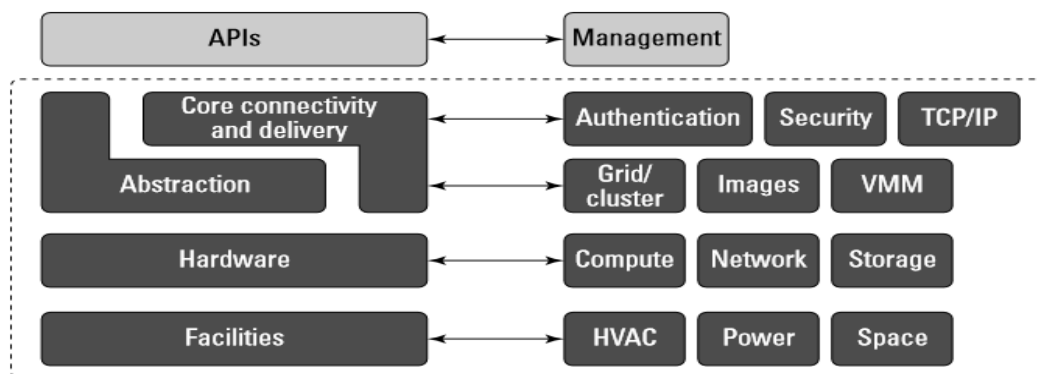 APIs
Management
Core connectivity
and delivery
Authentication
Security
TCP/IP
Abstraction
Grid/
cluster
Images
VMM
Hardware
Compute
Network
Storage
Facilities
HVAC
Power
Space